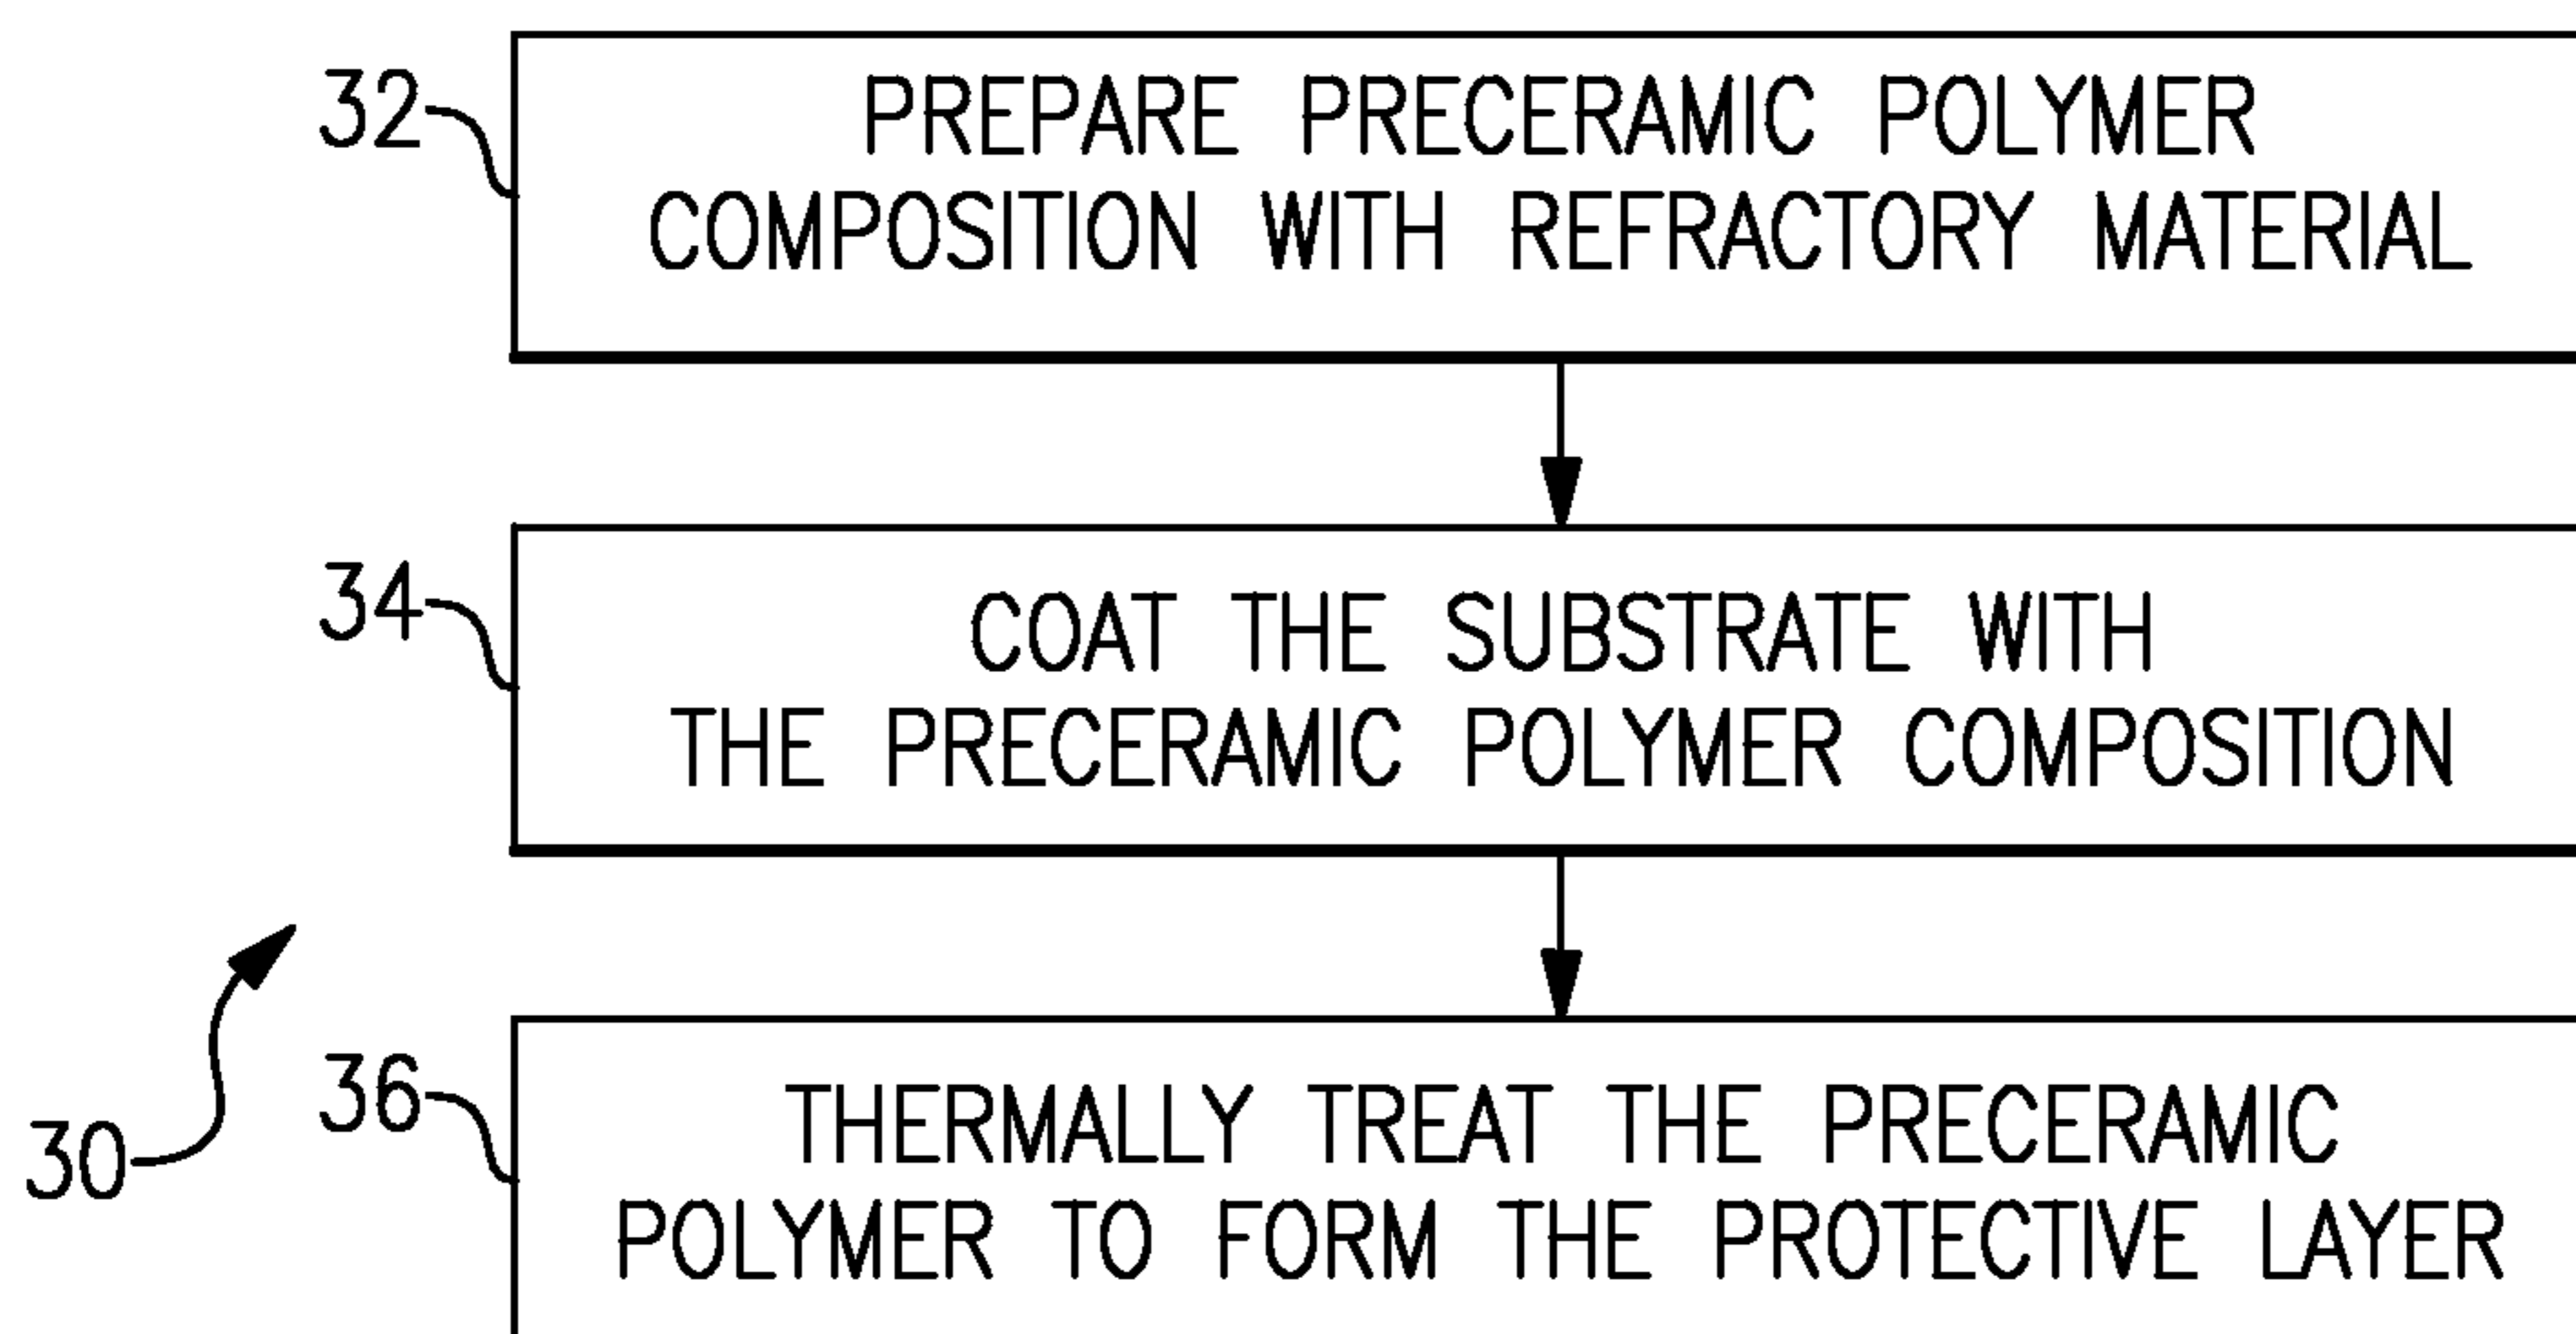 32
PREPARE PRECERAMIC POLYMER
COMPOSITION WITH REFRACTORY MATERIAL
34
COAT THE SUBSTRATE WITH
THE PRECERAMIC POLYMER COMPOSITION
36
THERMALLY TREAT THE PRECERAMIC
POLYMER TO FORM THE PROTECTIVE LAYER
30